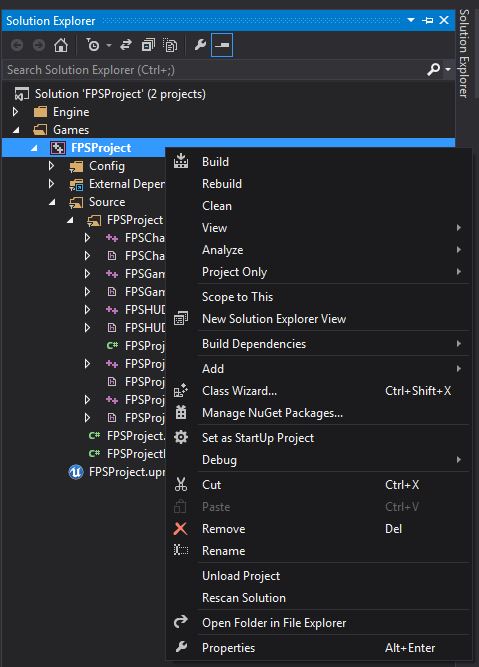 Solution Explorer
Search Solution Explorer (Ctrl+;)
Solution 'FPSProject' (2 projects)
Engine
Games
FPSProject
Config
External Depen
Source
FPSProject
FPSCha
FPSCha
FPSGam
FPSGam
FPSHUD
FPSHUD
FPSProj
FPSProj
FPSProj
FPSProj
FPSProj
FPSProject.
FPSProject
FPSProject.upr
Build
Rebuild
Clean
View
Analyze
Project Only
Scope to This
New Solution Explorer View
Build Dependencies
Add
Class Wizard... Ctrl+Shift+X
Manage NuGet Packages...
Set as StartUp Project
Debug
Cut Ctrl+X
Paste Ctrl+V
Remove Del
Rename
Unload Project
Rescan Solution
Open Folder in File Explorer
Properties Alt+Enter
Solution Explorer